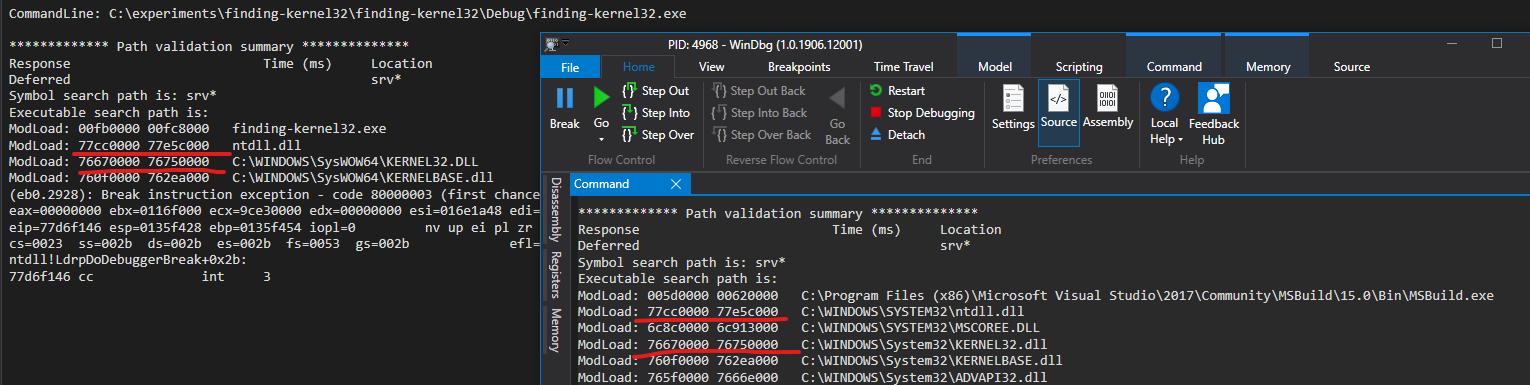 CommandLine: C:\experiments\finding-kernel32\finding-kernel32\Debug\finding-kernel32.exe
************* Path validation summary **************
Response Time (ms) Location
Deferred srv*
Symbol search path is: srv*
Executable search path is:
ModLoad: 00fb0000 00fc8000 finding-kernel32.exe
ModLoad: 77cc0000 77e5c000 ntdll.dll
ModLoad: 76670000 76750000 C:\WINDOWS\SysWOW64\KERNEL32.DLL
ModLoad: 760f0000 762ea000 C:\WINDOWS\SysWOW64\KERNELBASE.dll
(eb0.2928): Break instruction exception - code 80000003 (first chance
eax=00000000 ebx=0116f000 ecx=9ce30000 edx=00000000 esi=016e1a48 edi=
eip=77d6f146 esp=0135f428 ebp=0135f454 iopl=0 nv up ei pl zr
cs=0023 ss=002b ds=002b es=002b fs=0053 gs=002b efl=
ntdll!LdrpDoDebuggerBreak+0x2b:
77d6f146 cc int 3
PID: 4968 - WinDbg (1.0.1906.12001)
File Home View Breakpoints Time Travel Model Scripting Command Memory Source
Break
Go
Step Out
Step Into
Step Over
Flow Control
Step Out Back
Step Into Back
Step Over Back
Go Back
Reverse Flow Control
Restart
Stop Debugging
Detach
End
Settings
Source
Assembly
Preferences
Local Help
Feedback Hub
Help
Disassembly
Registers
Memory
Command
************* Path validation summary **************
Response Time (ms) Location
Deferred srv*
Symbol search path is: srv*
Executable search path is:
ModLoad: 005d0000 00620000 C:\Program Files (x86)\Microsoft Visual Studio\2017\Community\MSBuild\15.0\Bin\MSBuild.exe
ModLoad: 77cc0000 77e5c000 C:\WINDOWS\SYSTEM32\ntdll.dll
ModLoad: 6c8c0000 6c913000 C:\WINDOWS\SYSTEM32\MSCOREE.DLL
ModLoad: 76670000 76750000 C:\WINDOWS\System32\KERNEL32.dll
ModLoad: 760f0000 762ea000 C:\WINDOWS\System32\KERNELBASE.dll
ModLoad: 765f0000 7666e000 C:\WINDOWS\System32\ADVAPI32.dll